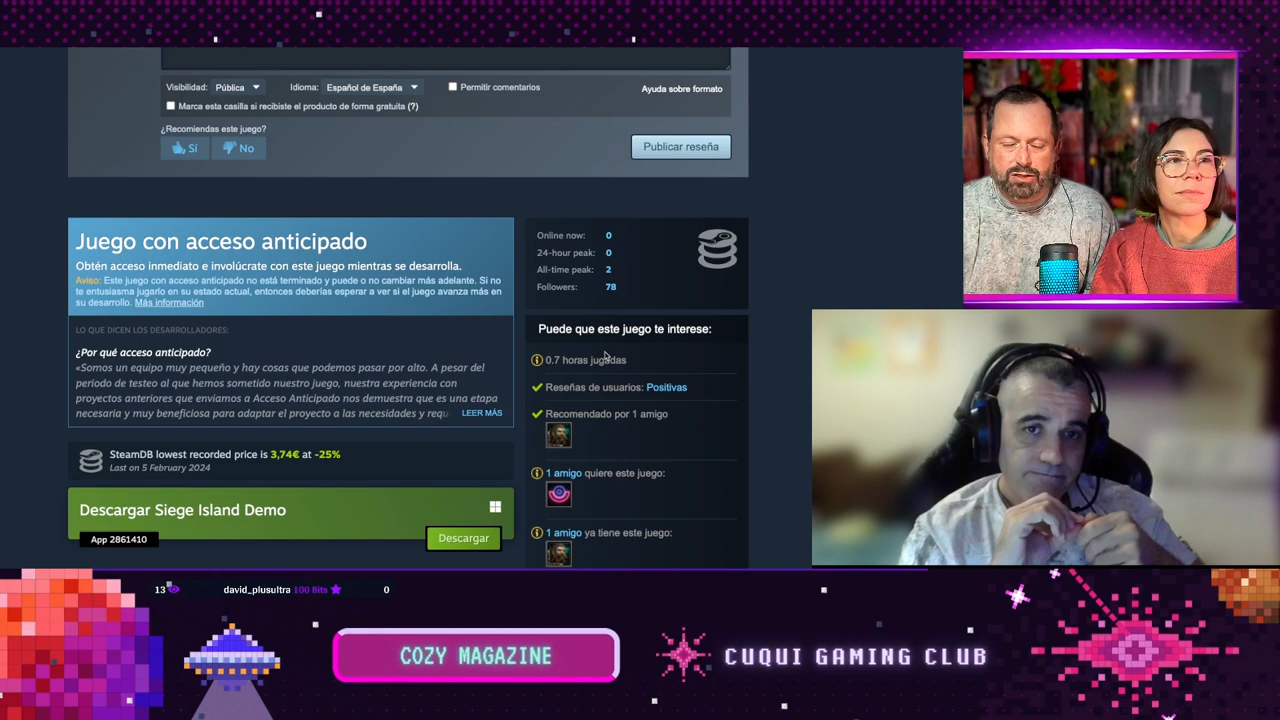 Visibilidad: Pública Idioma: Español de España Permitir comentarios Ayuda sobre formato
Marca esta casilla si recibiste el producto de forma gratuita (?)
¿Recomiendas este juego?
Sí No Publicar reseña
Juego con acceso anticipado
Obtén acceso inmediato e involúcrate con este juego mientras se desarrolla.
Aviso: Este juego con acceso anticipado no está terminado y puede o no cambiar más adelante. Si no
te entusiasma jugarlo en su estado actual, entonces deberías esperar a ver si el juego avanza más en
su desarrollo. Más información
LO QUE DICEN LOS DESARROLLADORES:
¿Por qué acceso anticipado?
«Somos un equipo muy pequeño y hay cosas que podemos pasar por alto. A pesar del
periodo de testeo al que hemos sometido nuestro juego, nuestra experiencia con
proyectos anteriores que enviamos a Acceso Anticipado nos demuestra que es una etapa
necesaria y muy beneficiosa para adaptar el proyecto a las necesidades y requ LEER MÁS
SteamDB lowest recorded price is 3,74€ at -25%
Last on 5 February 2024
Descargar Siege Island Demo
App 2861410 Descargar
Online now: 0
24-hour peak: 0
All-time peak: 2
Followers: 78
Puede que este juego te interese:
0.7 horas jugadas
Reseñas de usuarios: Positivas
Recomendado por 1 amigo
1 amigo quiere este juego:
1 amigo ya tiene este juego:
13 david_plusultra 100 Bits 0
COZY MAGAZINE CUQUI GAMING CLUB